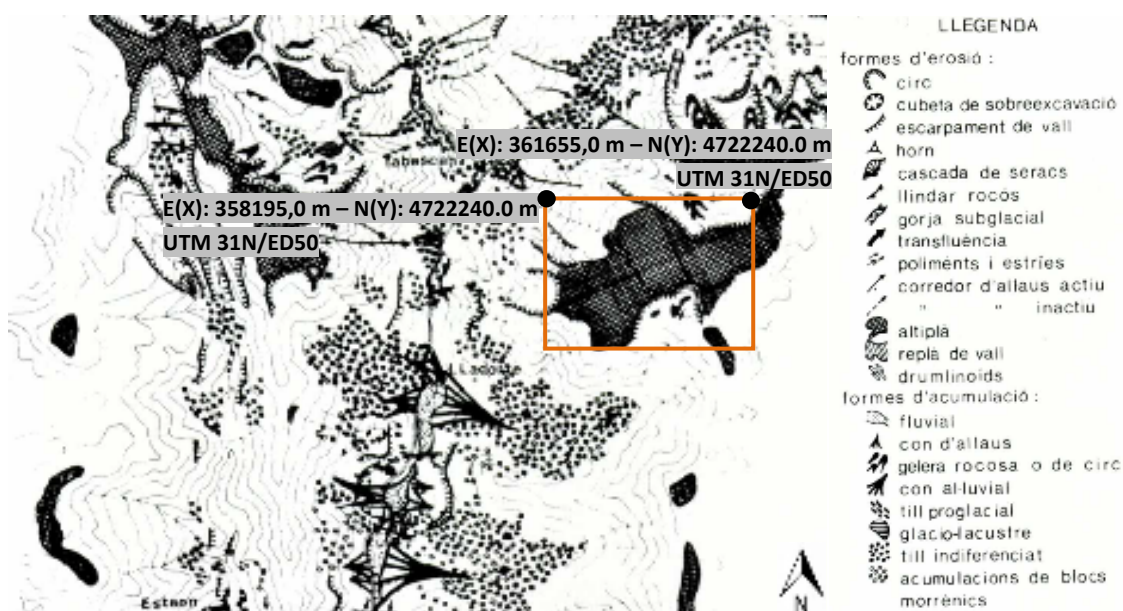 E(X): 361655,0 m – N(Y): 4722240.0 m
UTM 31N/ED50
E(X): 358195,0 m – N(Y): 4722240.0 m
UTM 31N/ED50
Estaon
N
LLEGENDA
formes d'erosió :
circ
cubeta de sobreexcavació
escarpament de vall
horn
cascada de seracs
llindar rocós
gorja subglacial
transfluència
poliments i estríes
corredor d'allaus actiu
" " inactiu
altiplà
replà de vall
drumlinoids
formes d'acumulació :
fluvial
con d'allaus
gelera rocosa o de circ
con al·luvial
till proglacial
glacio-lacustre
till indiferenciat
acumulacions de blocs
morrènics